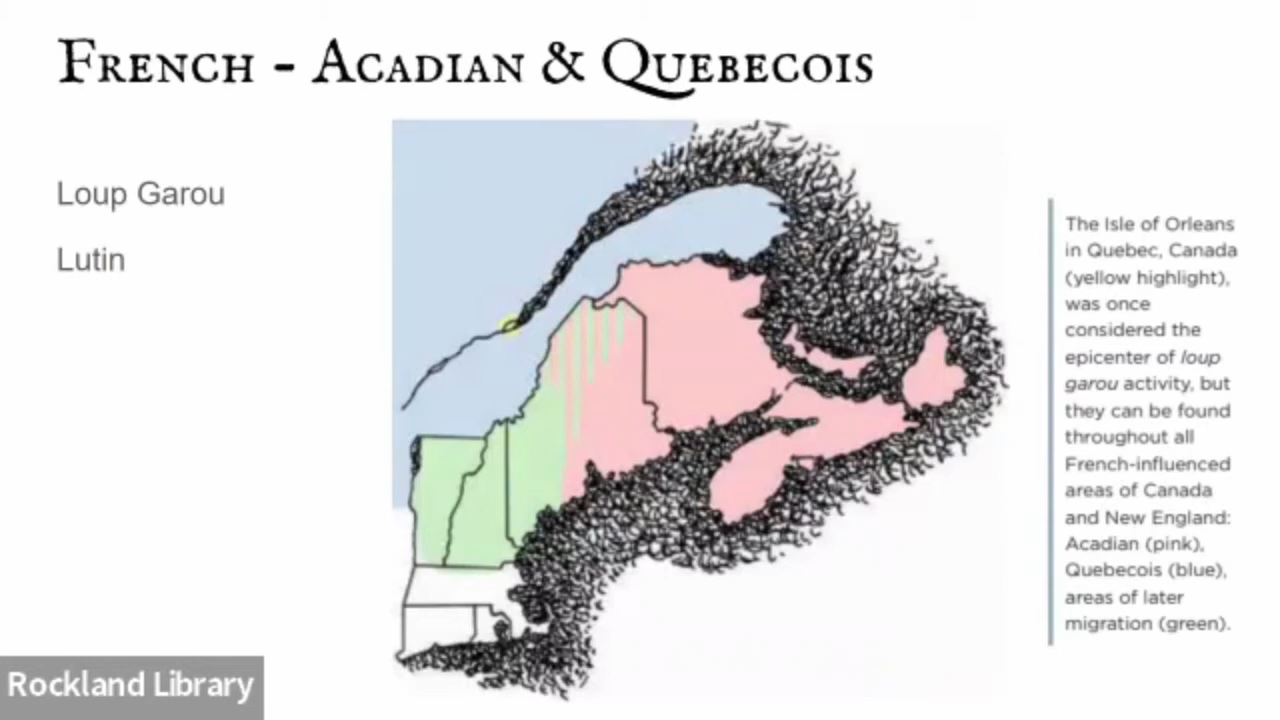 French - Acadian & Quebecois
Loup Garou
Lutin
The Isle of Orleans
in Quebec, Canada
(yellow highlight),
was once
considered the
epicenter of loup
garou activity, but
they can be found
throughout all
French-influenced
areas of Canada
and New England:
Acadian (pink),
Quebecois (blue),
areas of later
migration (green).
Rockland Library